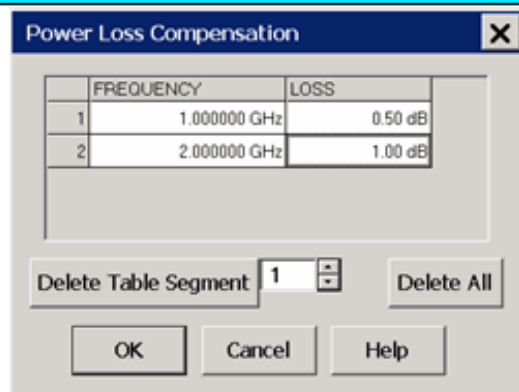 Power Loss Compensation
FREQUENCY LOSS
1 1.000000 GHz 0.50 dB
2 2.000000 GHz 1.00 dB
Delete Table Segment 1 Delete All
OK Cancel Help